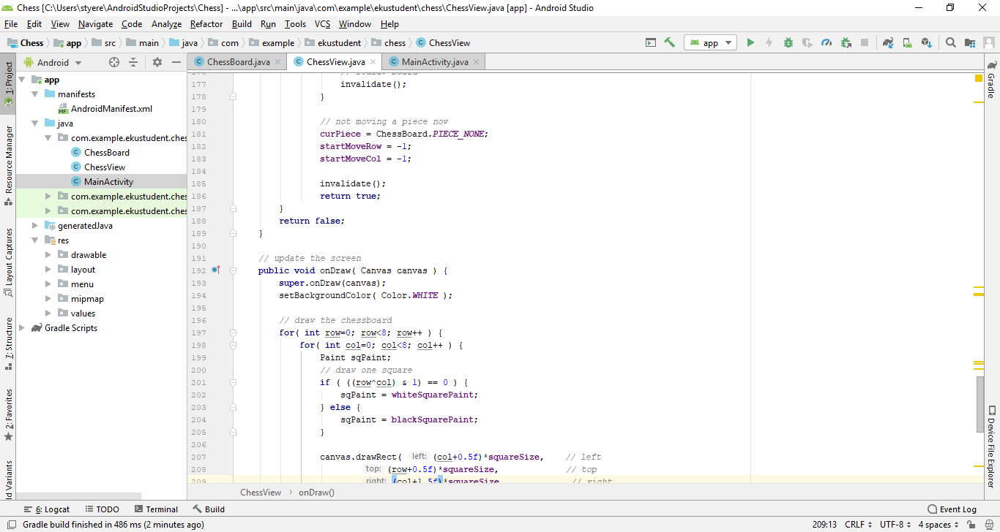 Chess [C:\Users\styere\AndroidStudioProjects\Chess] - ...\app\src\main\java\com\example\ekustudent\chess\ChessView.java [app] - Android Studio
File Edit View Navigate Code Analyze Refactor Build Run Tools VCS Window Help
Chess app src main java com example ekustudent chess ChessView
app
Android
ChessBoard.java ChessView.java MainActivity.java
1: Project
Resource Manager
Layout Captures
7: Structure
2: Favorites
ld Variants
app
manifests
AndroidManifest.xml
java
com.example.ekustudent.ches
ChessBoard
ChessView
MainActivity
com.example.ekustudent.ches
com.example.ekustudent.ches
generatedJava
res
drawable
layout
menu
mipmap
values
Gradle Scripts
176 // redraw board
177 invalidate();
178 }
179
180 // not moving a piece now
181 curPiece = ChessBoard.PIECE_NONE;
182 startMoveRow = -1;
183 startMoveCol = -1;
184
185 invalidate();
186 return true;
187 }
188 return false;
189 }
190
191 // update the screen
192 public void onDraw( Canvas canvas ) {
193 super.onDraw(canvas);
194 setBackgroundColor( Color.WHITE );
195
196 // draw the chessboard
197 for( int row=0; row<8; row++ ) {
198 for( int col=0; col<8; col++ ) {
199 Paint sqPaint;
200 // draw one square
201 if ( ((row^col) & 1) == 0 ) {
202 sqPaint = whiteSquarePaint;
203 } else {
204 sqPaint = blackSquarePaint;
205 }
206
207 canvas.drawRect( left: (col+0.5f)*squareSize, // left
208 top: (row+0.5f)*squareSize, // top
209 right: (col+1.5f)*squareSize, // right
ChessView › onDraw()
Gradle
Device File Explorer
6: Logcat TODO Terminal Build Event Log
Gradle build finished in 486 ms (2 minutes ago) 209:13 CRLF UTF-8 4 spaces